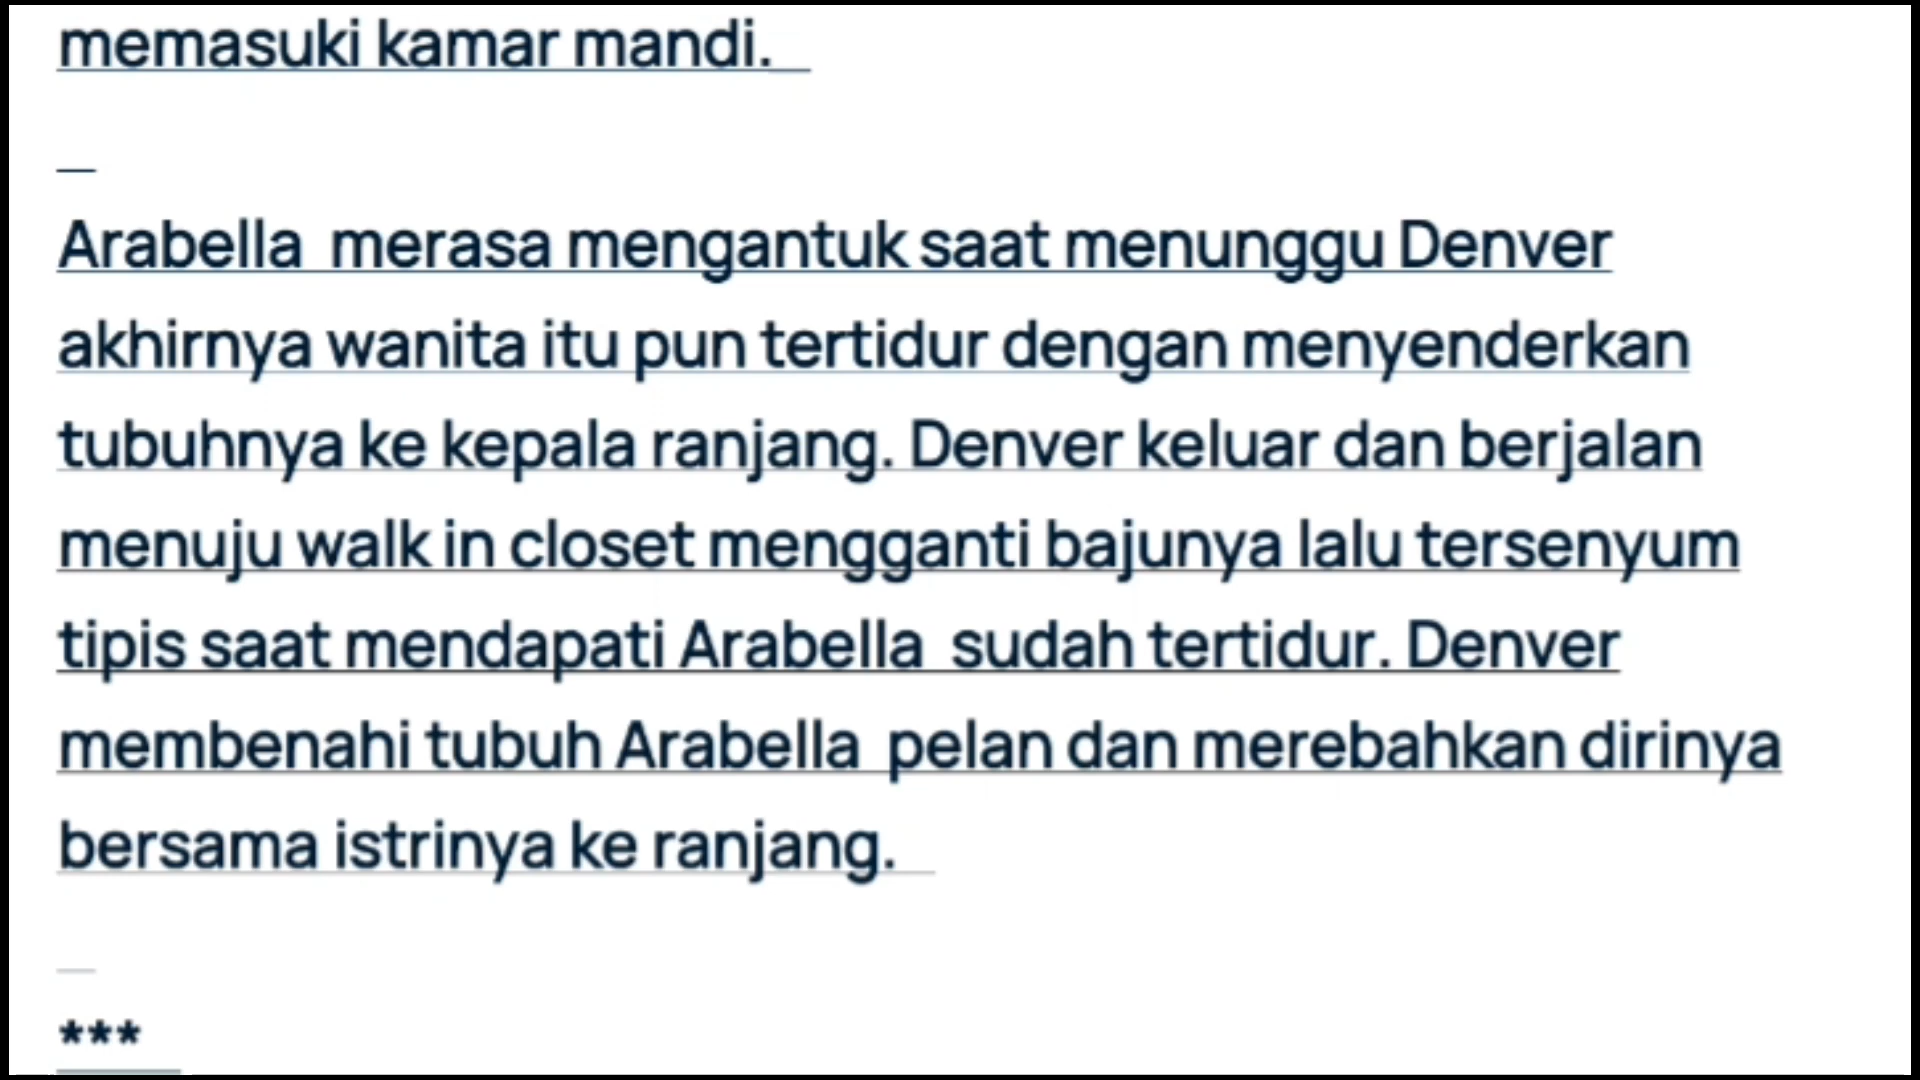 memasuki kamar mandi.
Arabella  merasa mengantuk saat menunggu Denver
akhirnya wanita itu pun tertidur dengan menyenderkan
tubuhnya ke kepala ranjang. Denver keluar dan berjalan
menuju walk in closet mengganti bajunya lalu tersenyum
tipis saat mendapati Arabella  sudah tertidur. Denver
membenahi tubuh Arabella  pelan dan merebahkan dirinya
bersama istrinya ke ranjang.
***